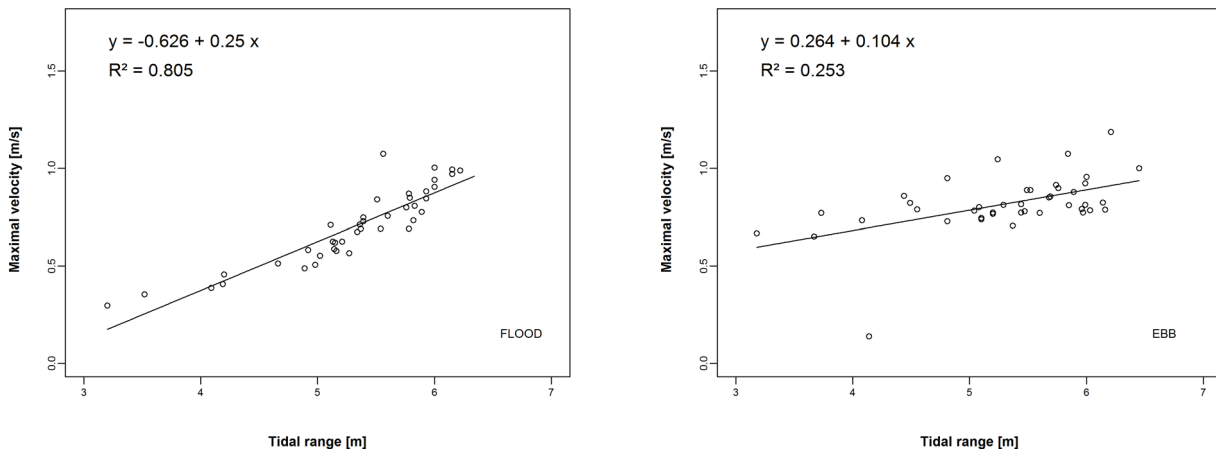 y = -0.626 + 0.25 x
R² = 0.805
1.5
1.0
0.5
0.0
Maximal velocity [m/s]
FLOOD
3 4 5 6 7
Tidal range [m]
y = 0.264 + 0.104 x
R² = 0.253
1.5
1.0
0.5
0.0
Maximal velocity [m/s]
EBB
3 4 5 6 7
Tidal range [m]